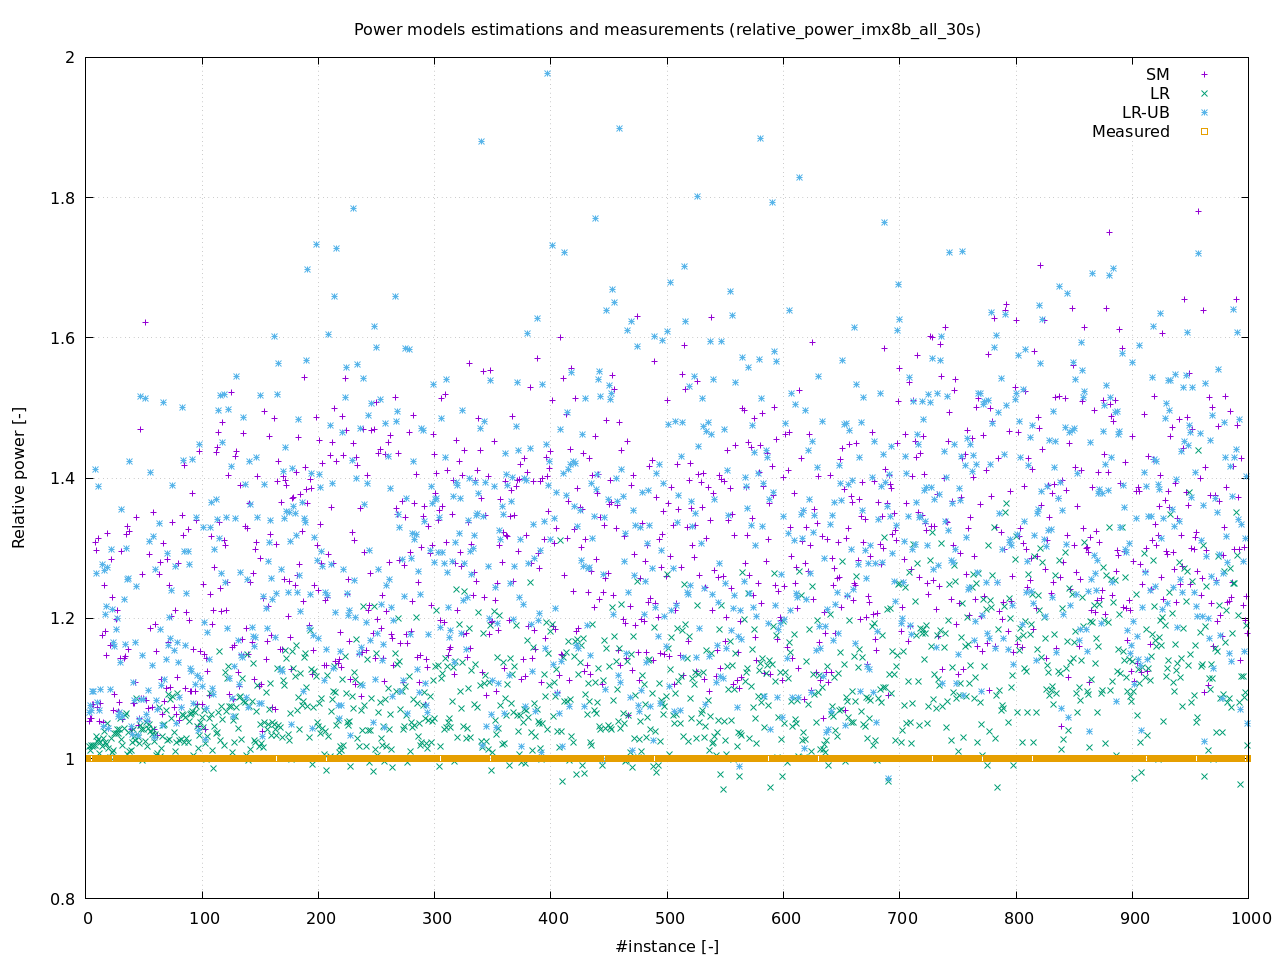 Power models estimations and measurements (relative_power_imx8b_all_30s)
2
1.8
1.6
1.4
1.2
1
0.8
Relative power [-]
SM
LR
LR-UB
Measured
0 100 200 300 400 500 600 700 800 900 1000
#instance [-]